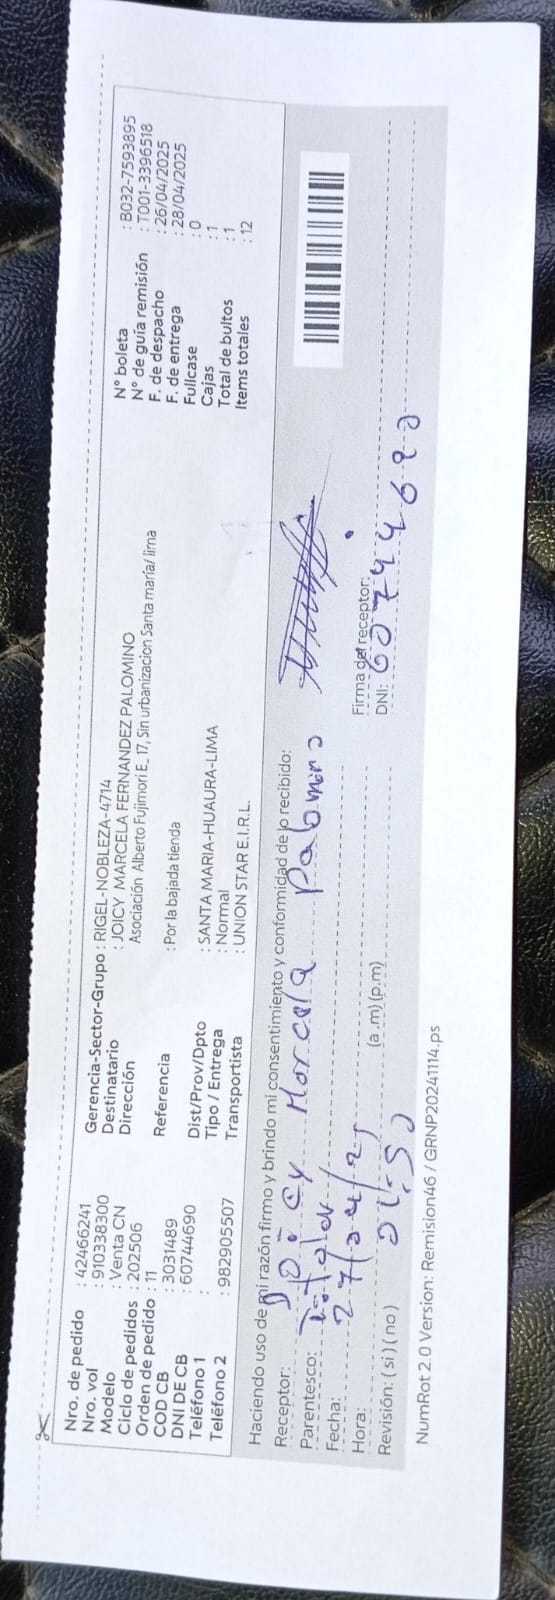 Nro. de pedido : 42466241
Nro. vol : 910338300
Modelo : Venta CN
Ciclo de pedidos : 202506
Orden de pedido : 11
COD CB : 3031489
DNI DE CB : 60744690
Teléfono 1 :
Teléfono 2 : 982905507
Gerencia-Sector-Grupo : RIGEL-NOBLEZA-4714
Destinatario : JOICY MARCELA FERNANDEZ PALOMINO
Dirección Asociación Alberto Fujimori E, 17, Sin urbanizacion Santa maría/ lima
Referencia : Por la bajada tienda
Dist/Prov/Dpto : SANTA MARIA-HUAURA-LIMA
Tipo / Entrega : Normal
Transportista : UNION STAR E.I.R.L.
N° boleta : B032-7593895
N° de guía remisión : T001-3396518
F. de despacho : 26/04/2025
F. de entrega : 28/04/2025
Fullcase : 0
Cajas : 1
Total de bultos : 1
Items totales : 12
Haciendo uso de mi razón firmo y brindo mi consentimiento y conformidad de lo recibido:
Receptor: Joicy Marcela Palomino
Parentesco: Titular
Fecha: 27/04/25
Hora: (a.m)(p.m)
Revisión: (si)(no)
Firma del receptor:
DNI: 60744690
NumRot 2.0 Version: Remision46 / GRNP20241114.ps